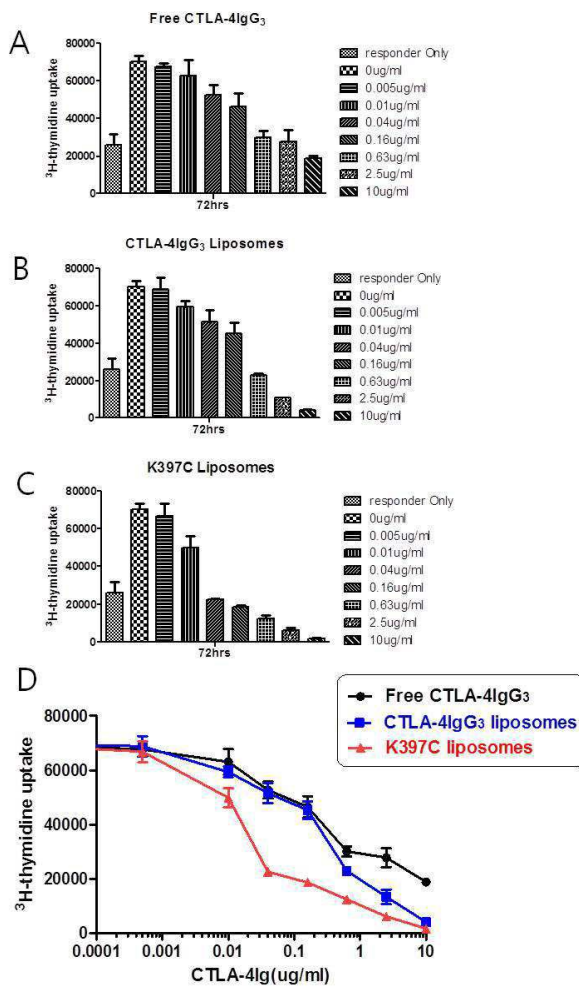 A
Free CTLA-4IgG₃
³H-thymidine uptake
80000
60000
40000
20000
0
72hrs
responder Only
0ug/ml
0.005ug/ml
0.01ug/ml
0.04ug/ml
0.16ug/ml
0.63ug/ml
2.5ug/ml
10ug/ml
B
CTLA-4IgG₃ Liposomes
³H-thymidine uptake
80000
60000
40000
20000
0
72hrs
responder Only
0ug/ml
0.005ug/ml
0.01ug/ml
0.04ug/ml
0.16ug/ml
0.63ug/ml
2.5ug/ml
10ug/ml
C
K397C Liposomes
³H-thymidine uptake
80000
60000
40000
20000
0
72hrs
responder Only
0ug/ml
0.005ug/ml
0.01ug/ml
0.04ug/ml
0.16ug/ml
0.63ug/ml
2.5ug/ml
10ug/ml
D
Free CTLA-4IgG₃
CTLA-4IgG₃ liposomes
K397C liposomes
³H-thymidine uptake
80000
60000
40000
20000
0
0.0001 0.001 0.01 0.1 1 10
CTLA-4Ig(ug/ml)